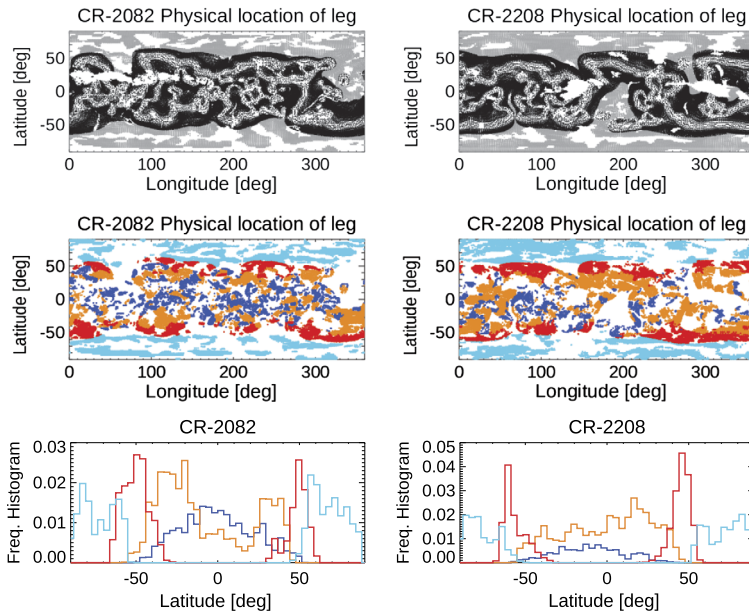 CR-2082 Physical location of leg
Latitude [deg]
50
0
-50
0 100 200 300
Longitude [deg]
CR-2208 Physical location of leg
Latitude [deg]
50
0
-50
0 100 200 300
Longitude [deg]
CR-2082 Physical location of leg
Latitude [deg]
50
0
-50
0 100 200 300
Longitude [deg]
CR-2208 Physical location of leg
Latitude [deg]
50
0
-50
0 100 200 300
Longitude [deg]
CR-2082
Freq. Histogram
0.03
0.02
0.01
0.00
-50 0 50
Latitude [deg]
CR-2208
Freq. Histogram
0.05
0.04
0.03
0.02
0.01
0.00
-50 0 50
Latitude [deg]